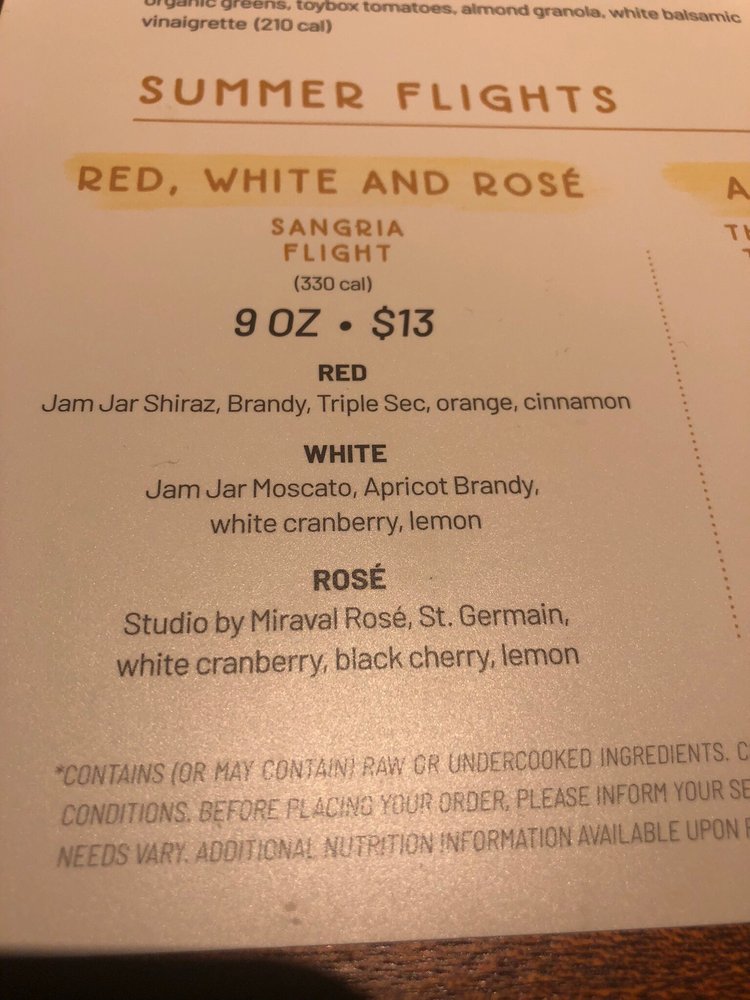 organic greens, toybox tomatoes, almond granola, white balsamic
vinaigrette (210 cal)
SUMMER FLIGHTS
RED, WHITE AND ROSÉ
SANGRIA
FLIGHT
(330 cal)
9 OZ • $13
RED
Jam Jar Shiraz, Brandy, Triple Sec, orange, cinnamon
WHITE
Jam Jar Moscato, Apricot Brandy,
white cranberry, lemon
ROSÉ
Studio by Miraval Rosé, St. Germain,
white cranberry, black cherry, lemon
*CONTAINS (OR MAY CONTAIN) RAW OR UNDERCOOKED INGREDIENTS.
CONDITIONS. BEFORE PLACING YOUR ORDER, PLEASE INFORM YOUR
NEEDS VARY. ADDITIONAL NUTRITION INFORMATION AVAILABLE UPON